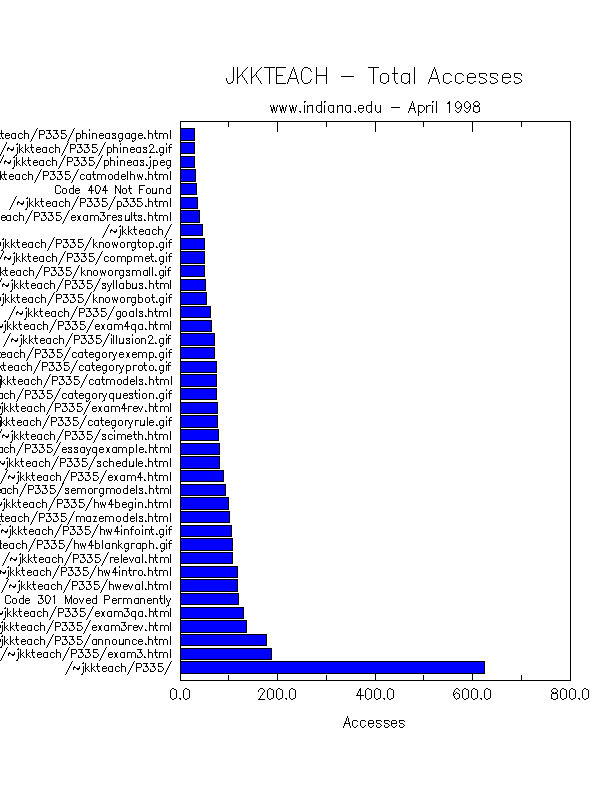 JKKTEACH - Total Accesses
www.indiana.edu - April 1998
teach/P335/phineasgage.html
/~jkkteach/P335/phineas2.gif
/~jkkteach/P335/phineas.jpeg
kteach/P335/catmodelhw.html
Code 404 Not Found
/~jkkteach/P335/p335.html
each/P335/exam3results.html
/~jkkteach/
jkkteach/P335/knoworgtop.gif
/~jkkteach/P335/compmet.gif
kkteach/P335/knoworgsmall.gif
/~jkkteach/P335/syllabus.html
jkkteach/P335/knoworgbot.gif
/~jkkteach/P335/goals.html
~jkkteach/P335/exam4qa.html
/~jkkteach/P335/illusion2.gif
teach/P335/categoryexemp.gif
kteach/P335/categoryproto.gif
jkkteach/P335/catmodels.html
ach/P335/categoryquestion.gif
~jkkteach/P335/exam4rev.html
kkteach/P335/categoryrule.gif
/~jkkteach/P335/scimeth.html
each/P335/essayqexample.html
~jkkteach/P335/schedule.html
/~jkkteach/P335/exam4.html
each/P335/semorgmodels.html
~jkkteach/P335/hw4begin.html
teach/P335/mazemodels.html
~jkkteach/P335/hw4infoint.gif
teach/P335/hw4blankgraph.gif
/~jkkteach/P335/releval.html
~jkkteach/P335/hw4intro.html
/~jkkteach/P335/hweval.html
Code 301 Moved Permanently
~jkkteach/P335/exam3qa.html
~jkkteach/P335/exam3rev.html
~jkkteach/P335/announce.html
/~jkkteach/P335/exam3.html
/~jkkteach/P335/
0.0 200.0 400.0 600.0 800.0
Accesses